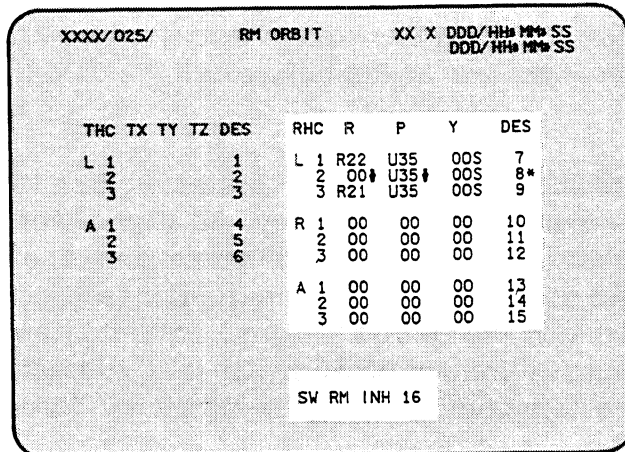 XXXX/025/ RM ORBIT XX X DDD/HH:MM:SS
DDD/HH:MM:SS
THC TX TY TZ DES RHC R P Y DES
L 1 1 L 1 R22 U35 00S 7
2 2 2 00↓ U35↓ 00S 8*
3 3 3 R21 U35 00S 9
A 1 4 R 1 00 00 00 10
2 5 2 00 00 00 11
3 6 3 00 00 00 12
A 1 00 00 00 13
2 00 00 00 14
3 00 00 00 15
SW RM INH 16